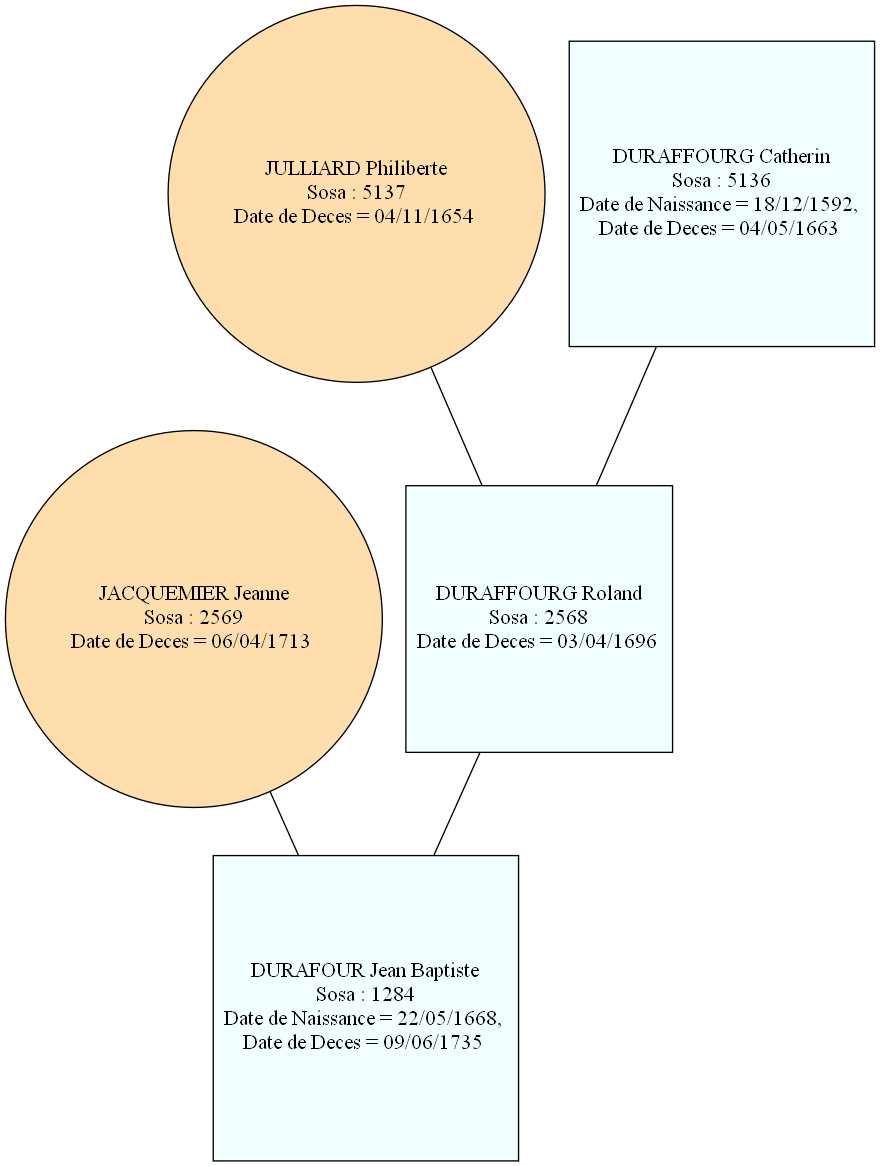 JULLIARD Philiberte
Sosa : 5137
Date de Deces = 04/11/1654
DURAFFOURG Catherin
Sosa : 5136
Date de Naissance = 18/12/1592,
Date de Deces = 04/05/1663
JACQUEMIER Jeanne
Sosa : 2569
Date de Deces = 06/04/1713
DURAFFOURG Roland
Sosa : 2568
Date de Deces = 03/04/1696
DURAFOUR Jean Baptiste
Sosa : 1284
Date de Naissance = 22/05/1668,
Date de Deces = 09/06/1735